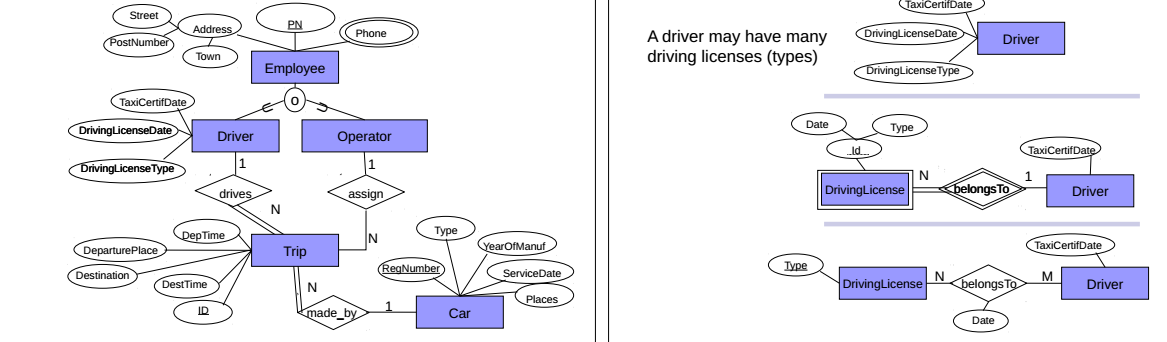 Street
PostNumber
Address
Town
PN
Phone
Employee
o
TaxiCertifDate
DrivingLicenseDate
DrivingLicenseType
Driver
Operator
1
1
drives
assign
N
N
DepTime
DeparturePlace
Destination
DestTime
ID
Trip
N
made_by
1
Type
YearOfManuf
RegNumber
ServiceDate
Places
Car
A driver may have many
driving licenses (types)
TaxiCertifDate
DrivingLicenseDate
DrivingLicenseType
Driver
Date
Type
Id
TaxiCertifDate
DrivingLicense
N
belongsTo
1
Driver
TaxiCertifDate
Type
DrivingLicense
N
belongsTo
M
Driver
Date